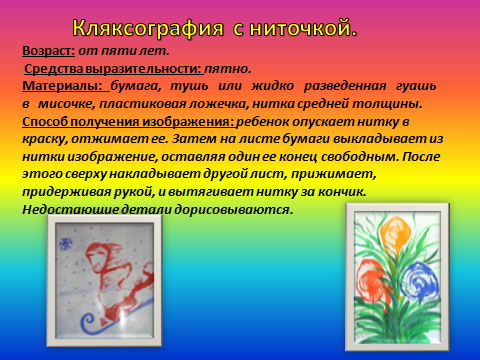 Кляксография с ниточкой.
Возраст: от пяти лет.
Средства выразительности: пятно.
Материалы: бумага, тушь или жидко разведенная гуашь
в мисочке, пластиковая ложечка, нитка средней толщины.
Способ получения изображения: ребенок опускает нитку в
краску, отжимает ее. Затем на листе бумаги выкладывает из
нитки изображение, оставляя один ее конец свободным. После
этого сверху накладывает другой лист, прижимает,
придерживая рукой, и вытягивает нитку за кончик.
Недостающие детали дорисовываются.